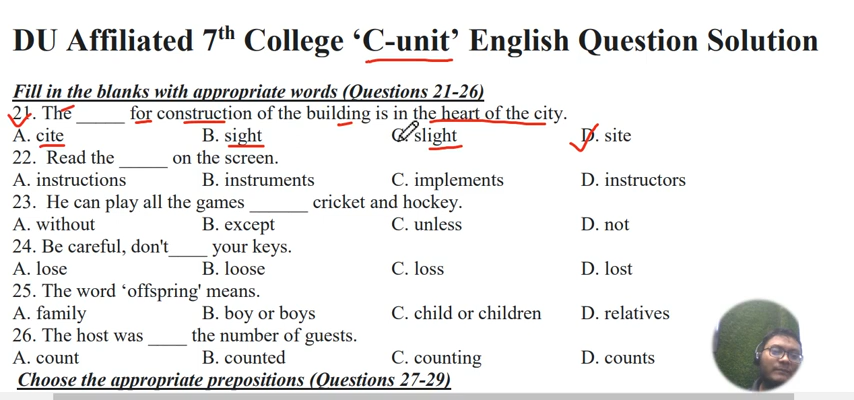 DU Affiliated 7th College ‘C-unit’ English Question Solution
Fill in the blanks with appropriate words (Questions 21-26)
21. The _____ for construction of the building is in the heart of the city.
A. cite B. sight C. slight D. site
22. Read the _____ on the screen.
A. instructions B. instruments C. implements D. instructors
23. He can play all the games ______ cricket and hockey.
A. without B. except C. unless D. not
24. Be careful, don't____ your keys.
A. lose B. loose C. loss D. lost
25. The word ‘offspring' means.
A. family B. boy or boys C. child or children D. relatives
26. The host was ____ the number of guests.
A. count B. counted C. counting D. counts
Choose the appropriate prepositions (Questions 27-29)